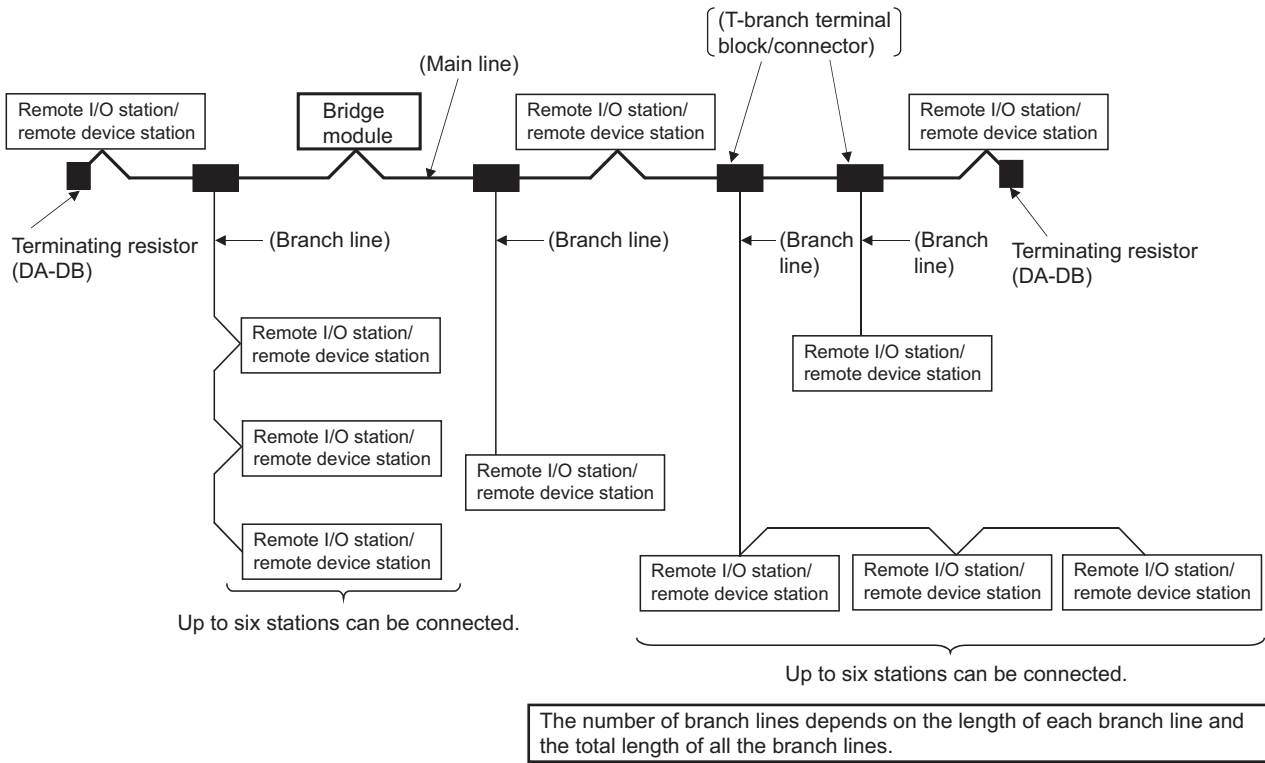 (T-branch terminal
block/connector)
(Main line)
Remote I/O station/
remote device station
Bridge
module
Remote I/O station/
remote device station
Remote I/O station/
remote device station
Terminating resistor
(DA-DB)
(Branch line)
(Branch line)
(Branch
line)
(Branch
line)
Terminating resistor
(DA-DB)
Remote I/O station/
remote device station
Remote I/O station/
remote device station
Remote I/O station/
remote device station
Up to six stations can be connected.
Remote I/O station/
remote device station
Remote I/O station/
remote device station
Remote I/O station/
remote device station
Remote I/O station/
remote device station
Remote I/O station/
remote device station
Up to six stations can be connected.
The number of branch lines depends on the length of each branch line and
the total length of all the branch lines.